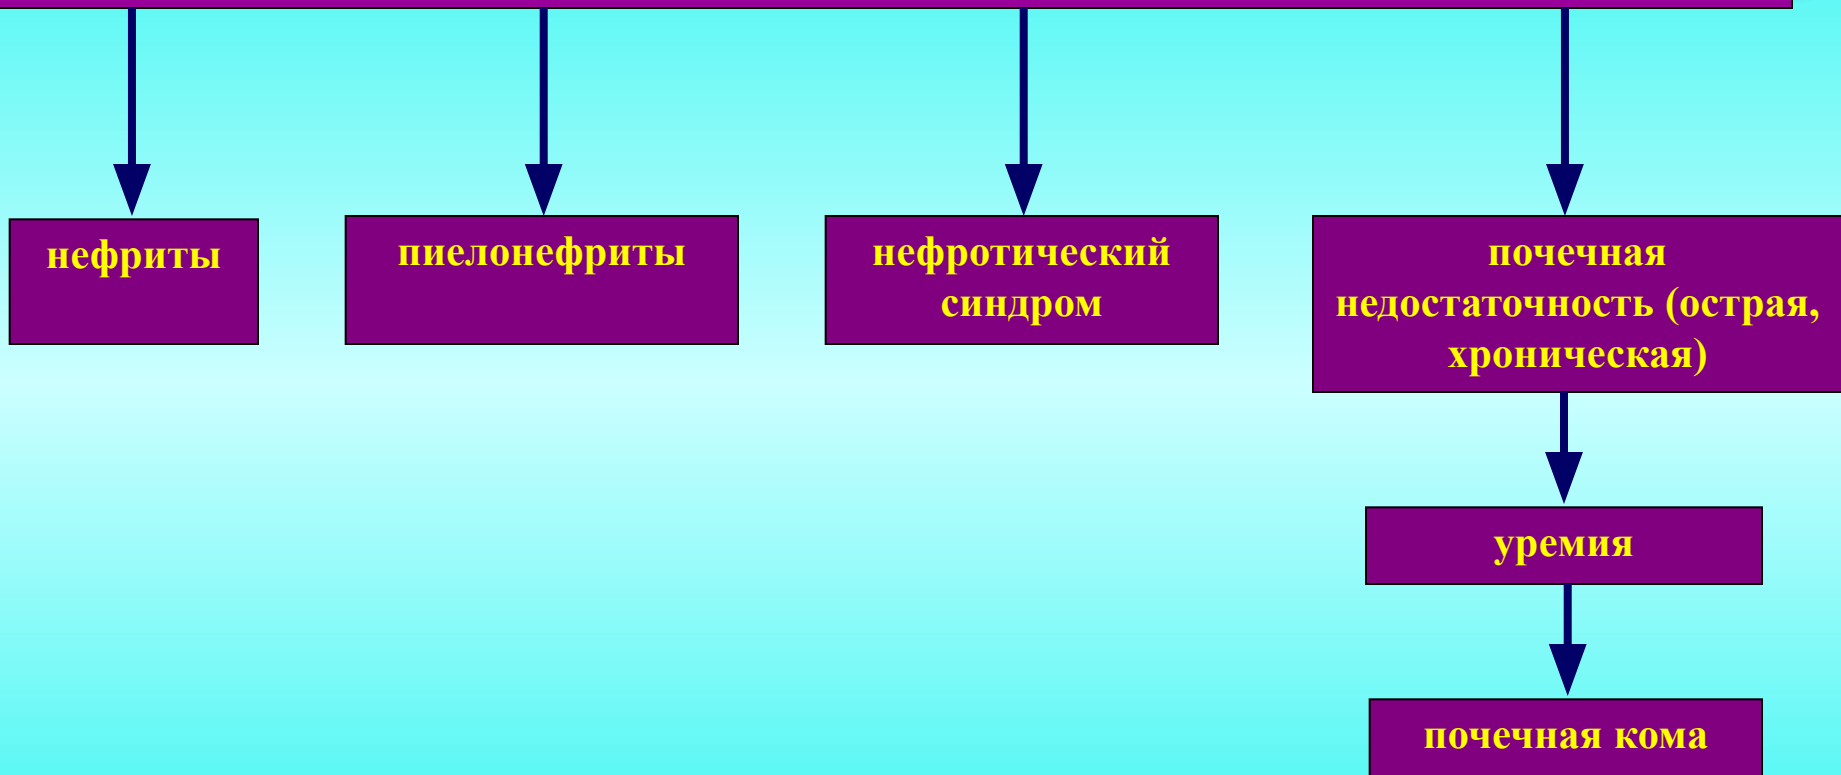 нефриты
пиелонефриты
нефротический
синдром
почечная
недостаточность (острая,
хроническая)
уремия
почечная кома